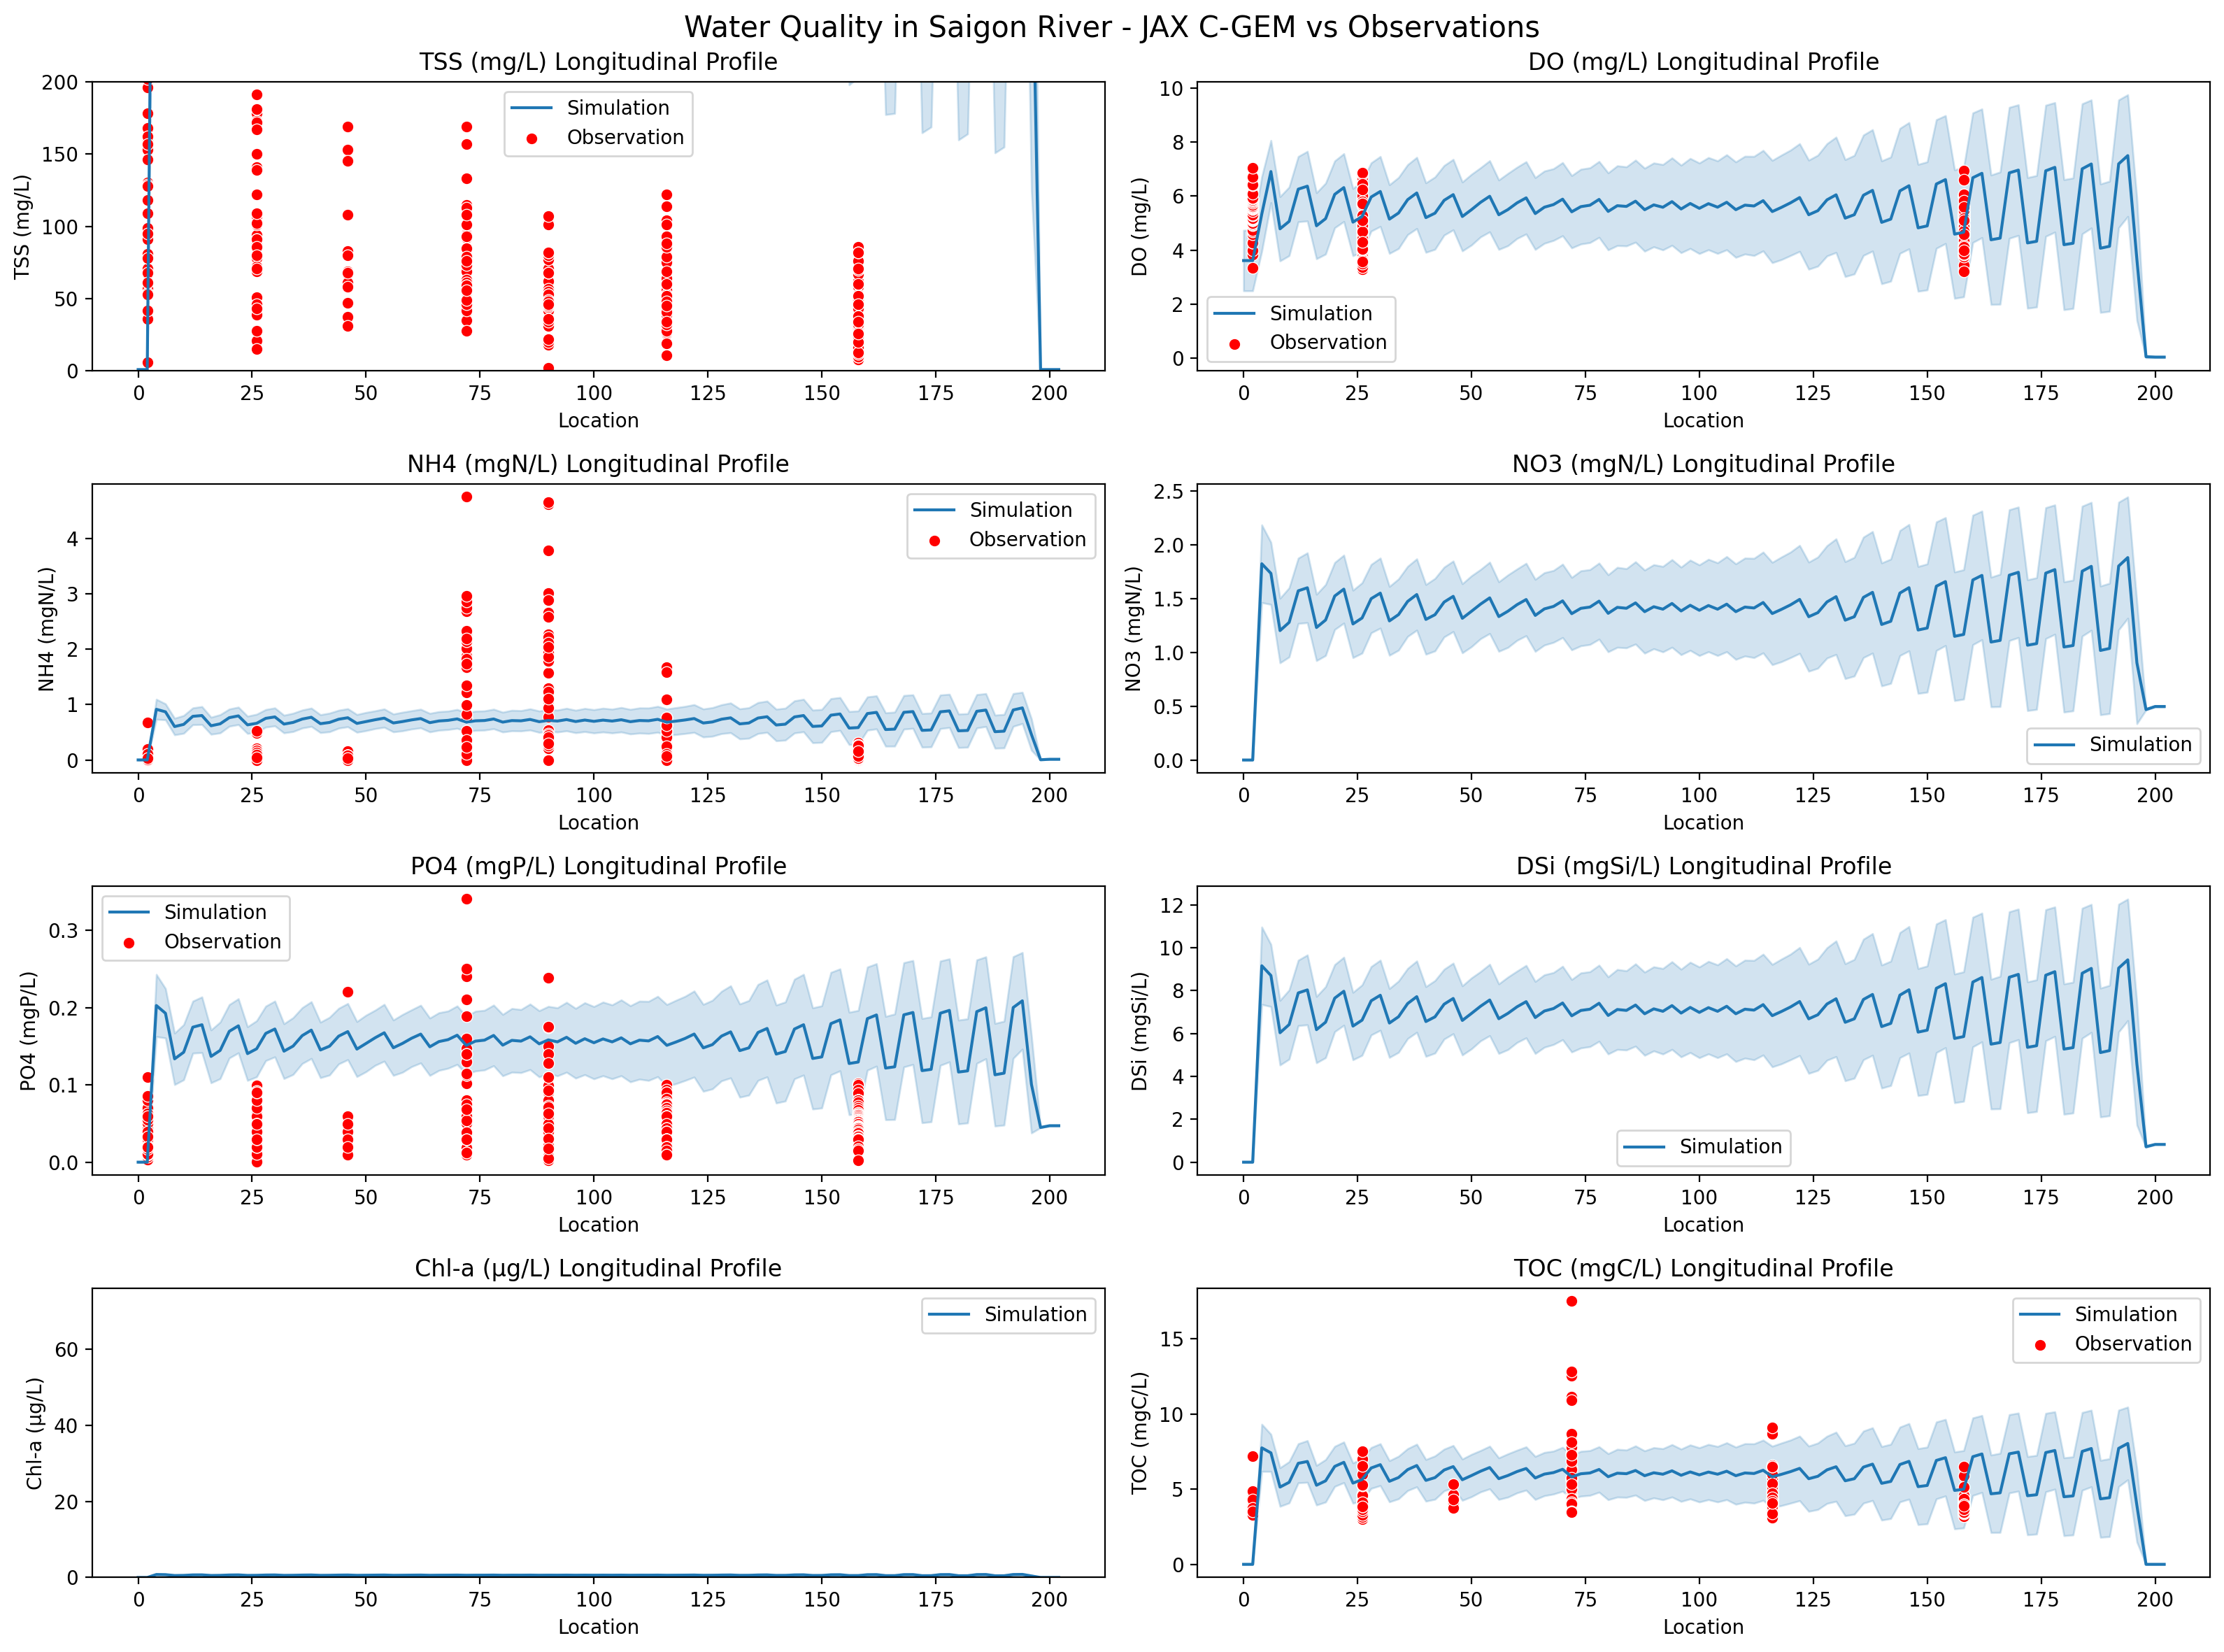 Water Quality in Saigon River - JAX C-GEM vs Observations
TSS (mg/L) Longitudinal Profile
200
150
100
50
0
TSS (mg/L)
Simulation
Observation
0 25 50 75 100 125 150 175 200
Location
DO (mg/L) Longitudinal Profile
10
8
6
4
2
0
DO (mg/L)
Simulation
Observation
0 25 50 75 100 125 150 175 200
Location
NH4 (mgN/L) Longitudinal Profile
4
3
2
1
0
NH4 (mgN/L)
Simulation
Observation
0 25 50 75 100 125 150 175 200
Location
NO3 (mgN/L) Longitudinal Profile
2.5
2.0
1.5
1.0
0.5
0.0
NO3 (mgN/L)
Simulation
0 25 50 75 100 125 150 175 200
Location
PO4 (mgP/L) Longitudinal Profile
0.3
0.2
0.1
0.0
PO4 (mgP/L)
Simulation
Observation
0 25 50 75 100 125 150 175 200
Location
DSi (mgSi/L) Longitudinal Profile
12
10
8
6
4
2
0
DSi (mgSi/L)
Simulation
0 25 50 75 100 125 150 175 200
Location
Chl-a (µg/L) Longitudinal Profile
60
40
20
0
Chl-a (µg/L)
Simulation
0 25 50 75 100 125 150 175 200
Location
TOC (mgC/L) Longitudinal Profile
15
10
5
0
TOC (mgC/L)
Simulation
Observation
0 25 50 75 100 125 150 175 200
Location